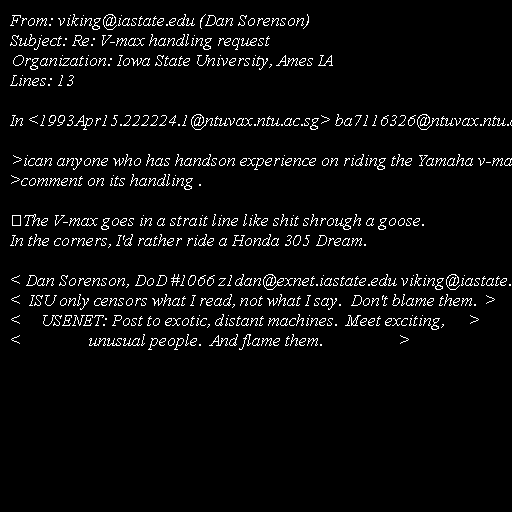 From: viking@iastate.edu (Dan Sorenson)
Subject: Re: V-max handling request
Organization: Iowa State University, Ames IA
Lines: 13
In <1993Apr15.222224.1@ntuvax.ntu.ac.sg> ba7116326@ntuvax.ntu.
>ican anyone who has handson experience on riding the Yamaha v-ma
>comment on its handling .
The V-max goes in a strait line like shit shrough a goose.
In the corners, I'd rather ride a Honda 305 Dream.
< Dan Sorenson, DoD #1066 z1dan@exnet.iastate.edu viking@iastate.
< ISU only censors what I read, not what I say. Don't blame them. >
< USENET: Post to exotic, distant machines. Meet exciting, >
< unusual people. And flame them. >